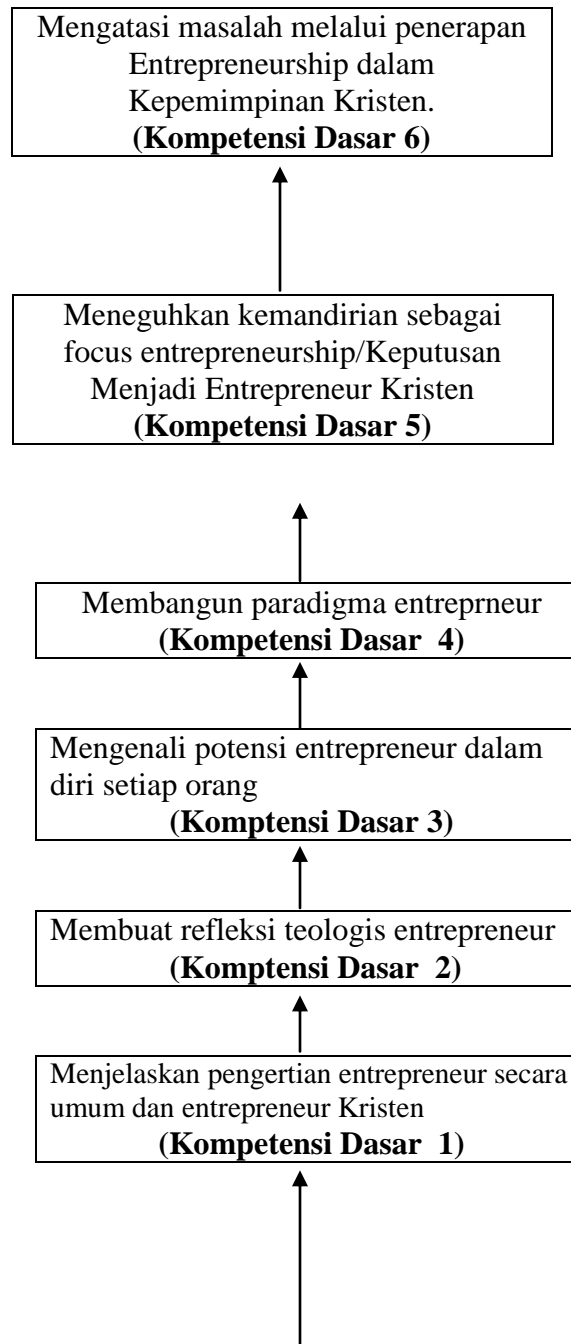 Mengatasi masalah melalui penerapan
Entrepreneurship dalam
Kepemimpinan Kristen.
(Kompetensi Dasar 6)
Meneguhkan kemandirian sebagai
focus entrepreneurship/Keputusan
Menjadi Entrepreneur Kristen
(Kompetensi Dasar 5)
Membangun paradigma entreprneur
(Kompetensi Dasar 4)
Mengenali potensi entrepreneur dalam
diri setiap orang
(Komptensi Dasar 3)
Membuat refleksi teologis entrepreneur
(Komptensi Dasar 2)
Menjelaskan pengertian entrepreneur secara
umum dan entrepreneur Kristen
(Kompetensi Dasar 1)